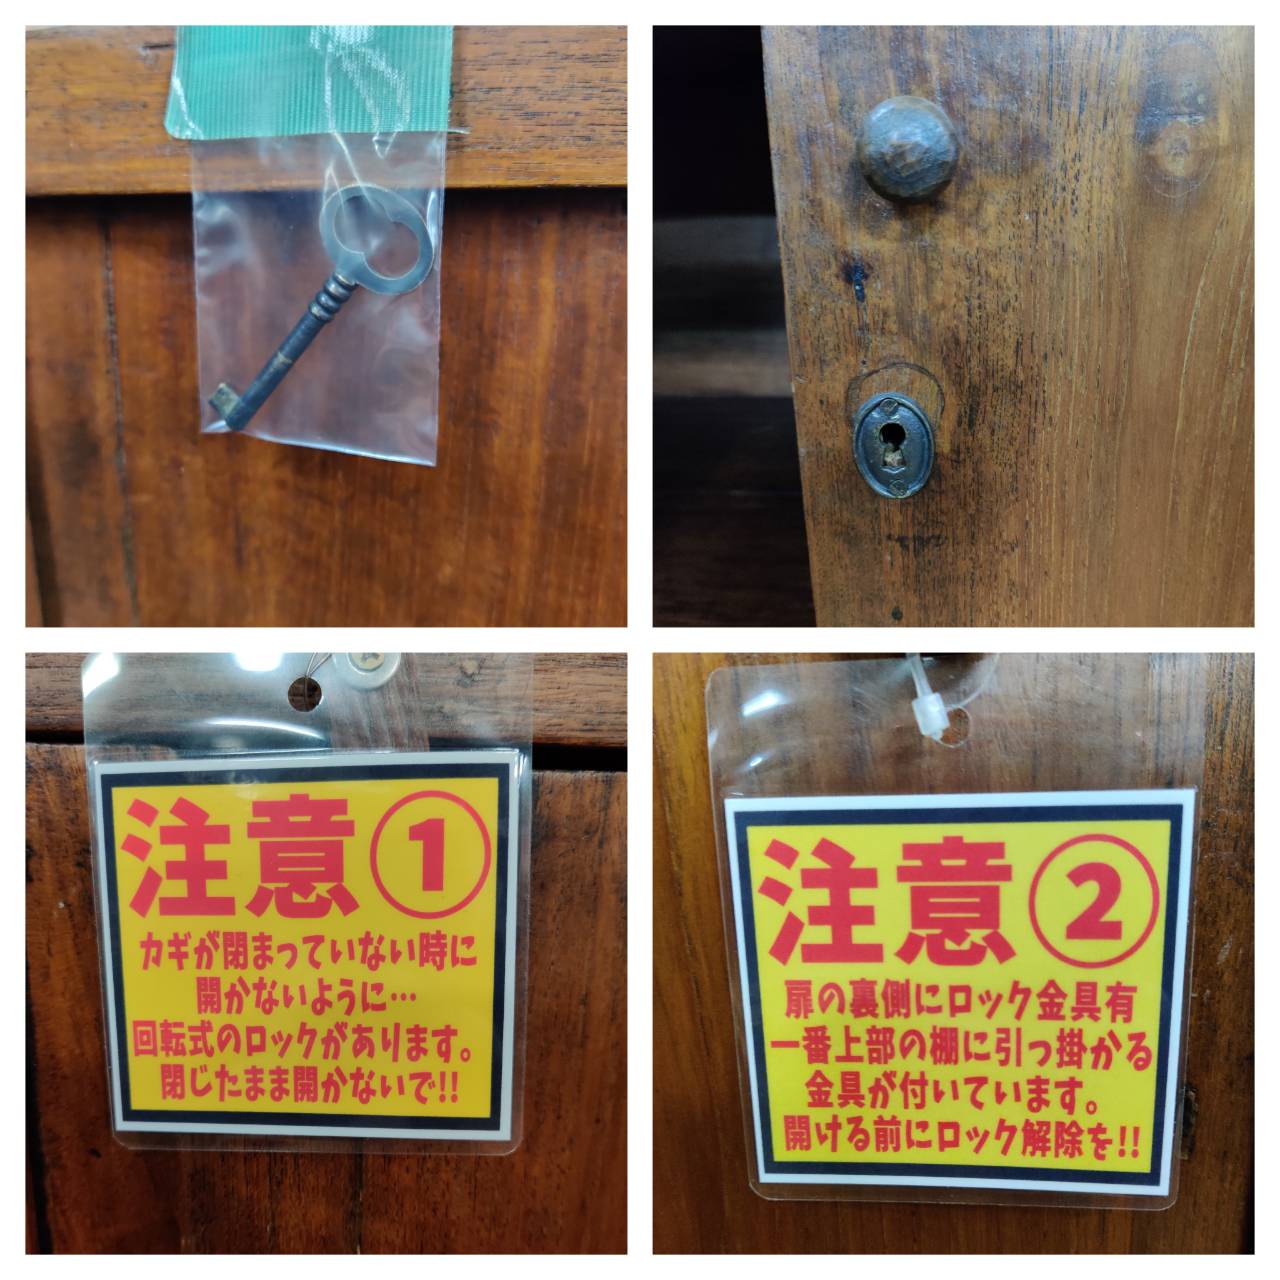 注意①
カギが閉まっていない時に
開かないように…
回転式のロックがあります。
閉じたまま開かないで!!
注意②
扉の裏側にロック金具有
一番上部の棚に引っ掛かる
金具が付いています。
開ける前にロック解除を!!